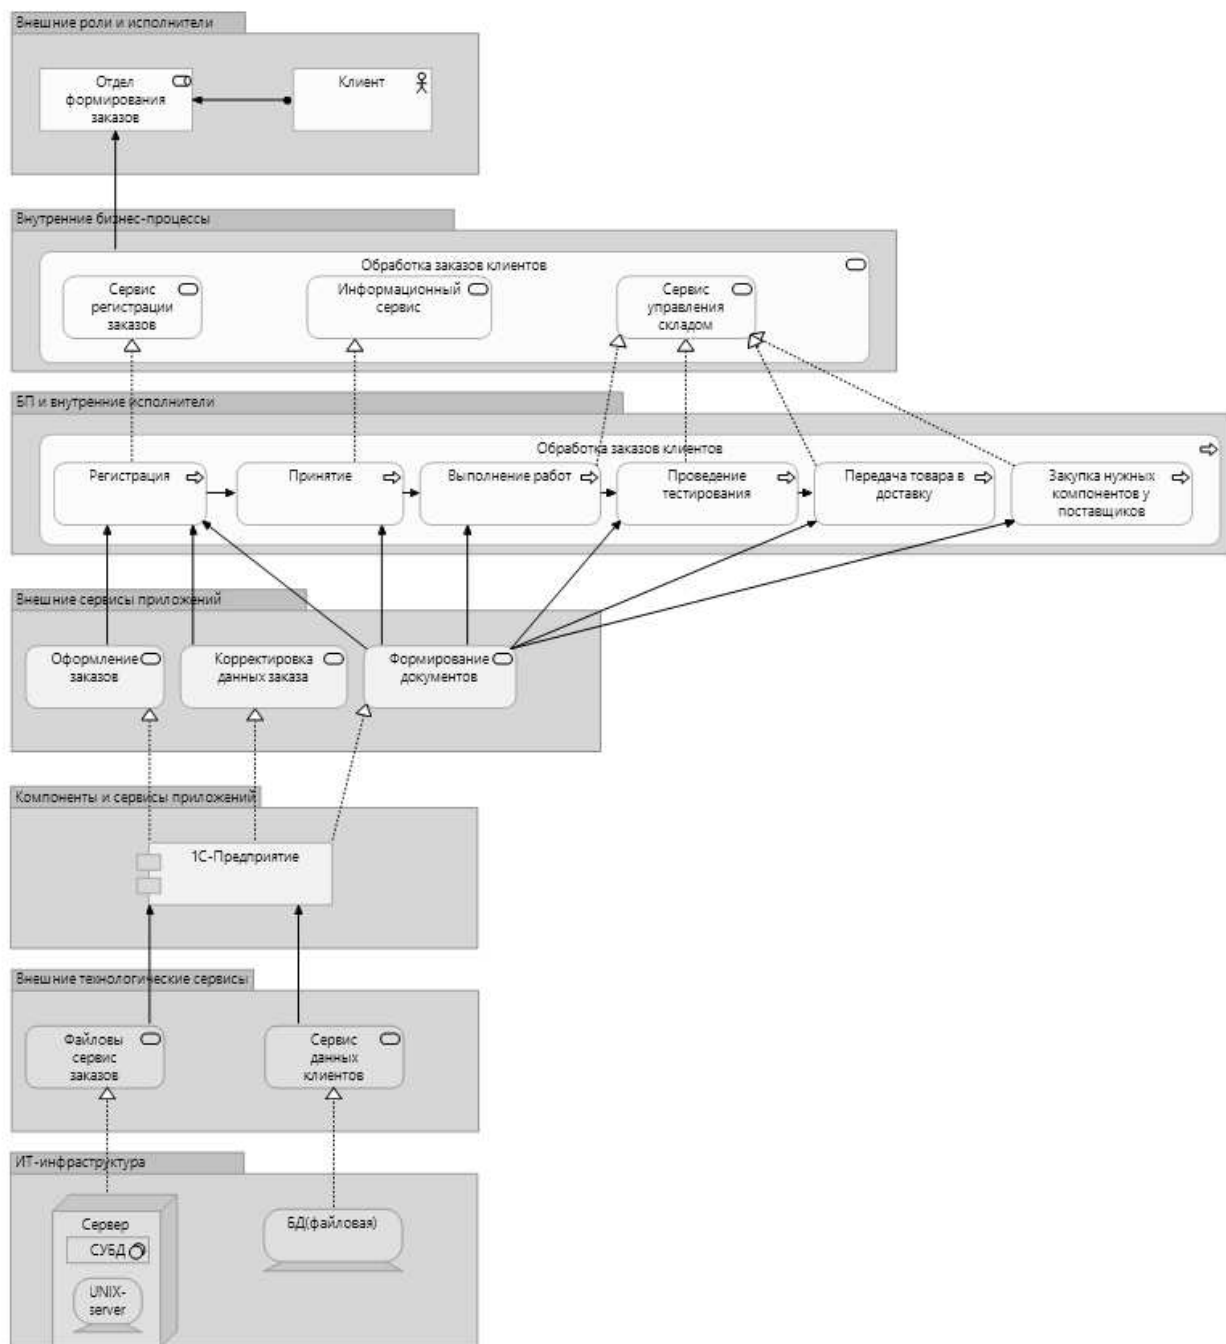 Внешние роли и исполнители
Отдел
формирования
заказов
Клиент
Внутренние бизнес-процессы
Обработка заказов клиентов
Сервис
регистрации
заказов
Информационный
сервис
Сервис
управления
складом
БП и внутренние исполнители
Обработка заказов клиентов
Регистрация
Принятие
Выполнение работ
Проведение
тестирования
Передача товара в
доставку
Закупка нужных
компонентов у
поставщиков
Внешние сервисы приложений
Оформление
заказов
Корректировка
данных заказа
Формирование
документов
Компоненты и сервисы приложений
1С-Предприятие
Внешние технологические сервисы
Файловы
сервис
заказов
Сервис
данных
клиентов
ИТ-инфраструктура
Сервер
СУБД
UNIX-
server
БД(файловая)